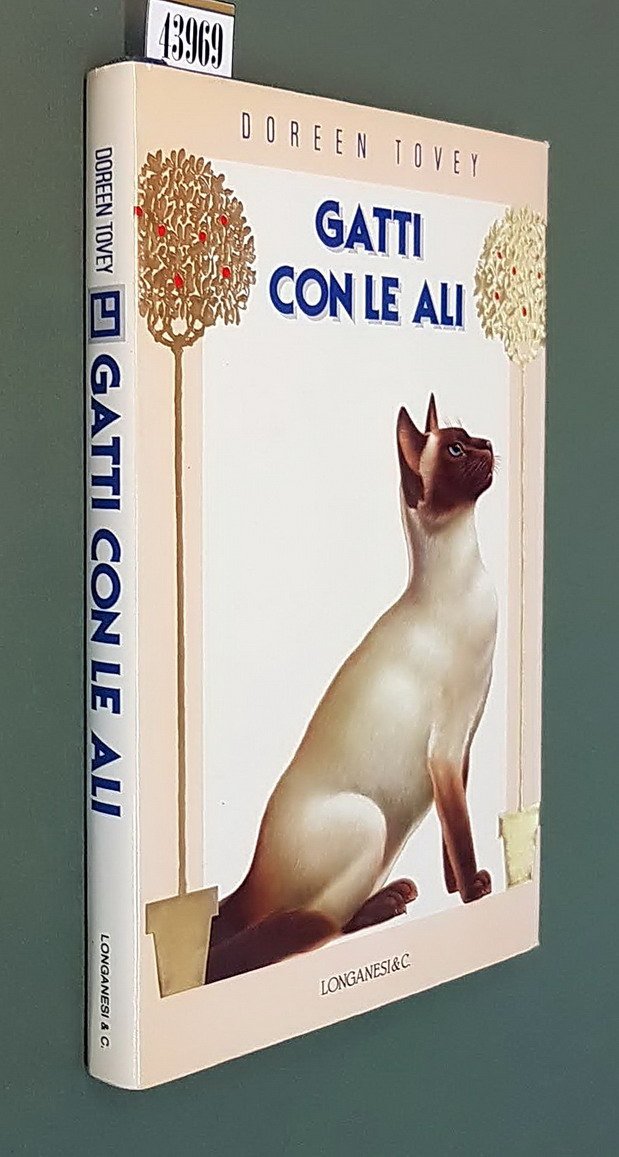 43969
DOREEN TOVEY
GATTI
CON LE ALI
LONGANESI & C.
DOREEN TOVEY
GATTI CON LE ALI
LONGANESI & C.